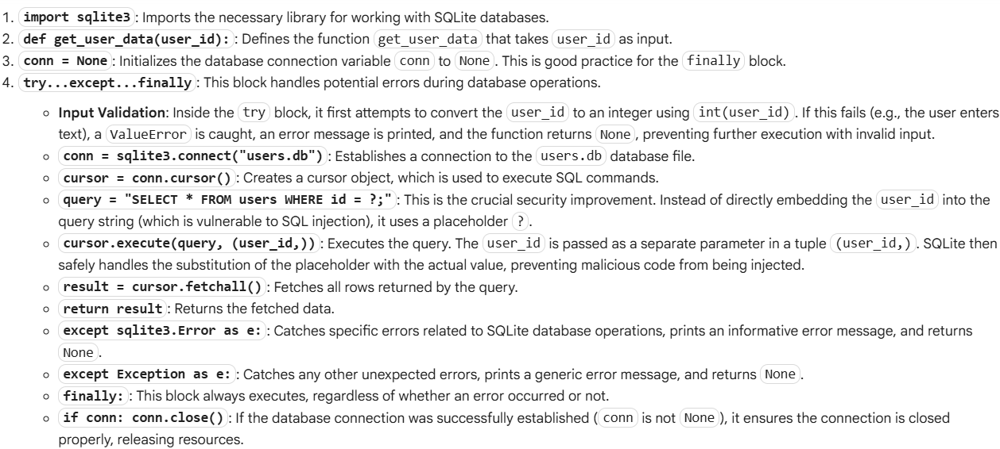 1. import sqlite3: Imports the necessary library for working with SQLite databases.
2. def get_user_data(user_id): : Defines the function get_user_data that takes user_id as input.
3. conn = None: Initializes the database connection variable conn to None. This is good practice for the finally block.
4. try...except...finally: This block handles potential errors during database operations.
○ Input Validation: Inside the try block, it first attempts to convert the user_id to an integer using int(user_id). If this fails (e.g., the user enters
text), a ValueError is caught, an error message is printed, and the function returns None, preventing further execution with invalid input.
○ conn = sqlite3.connect("users.db"): Establishes a connection to the users.db database file.
○ cursor = conn.cursor(): Creates a cursor object, which is used to execute SQL commands.
○ query = "SELECT * FROM users WHERE id = ?;": This is the crucial security improvement. Instead of directly embedding the user_id into the
query string (which is vulnerable to SQL injection), it uses a placeholder ?.
○ cursor.execute(query, (user_id,)): Executes the query. The user_id is passed as a separate parameter in a tuple (user_id,). SQLite then
safely handles the substitution of the placeholder with the actual value, preventing malicious code from being injected.
○ result = cursor.fetchall(): Fetches all rows returned by the query.
○ return result: Returns the fetched data.
○ except sqlite3.Error as e: : Catches specific errors related to SQLite database operations, prints an informative error message, and returns
None.
○ except Exception as e: : Catches any other unexpected errors, prints a generic error message, and returns None.
○ finally: : This block always executes, regardless of whether an error occurred or not.
○ if conn: conn.close(): If the database connection was successfully established (conn is not None), it ensures the connection is closed
properly, releasing resources.